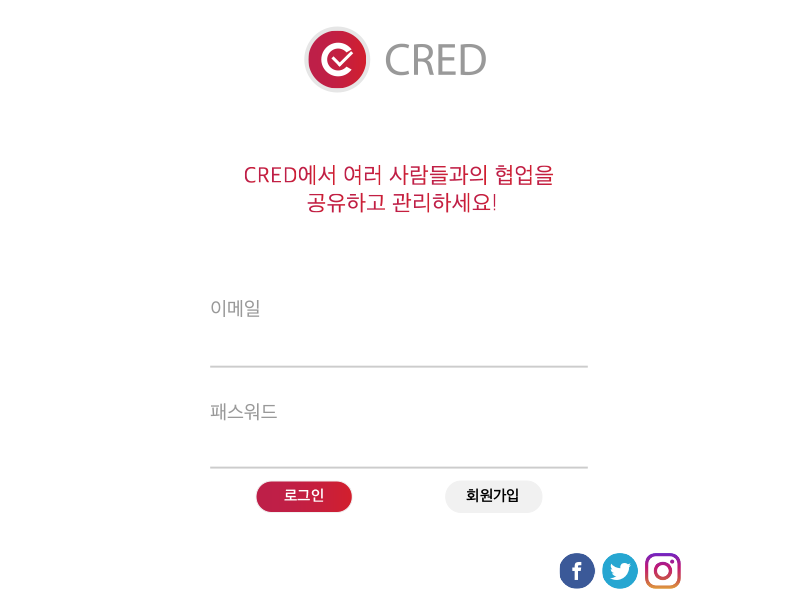 CRED
CRED에서 여러 사람들과의 협업을
공유하고 관리하세요!
이메일
패스워드
로그인
회원가입